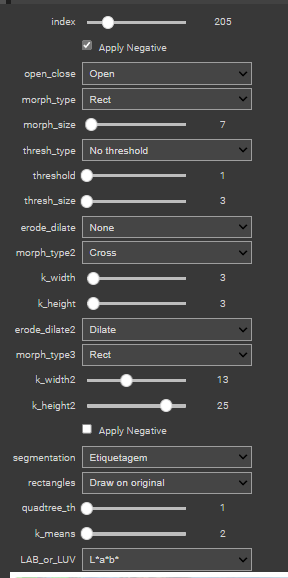 index 205
Apply Negative
open_close Open
morph_type Rect
morph_size 7
thresh_type No threshold
threshold 1
thresh_size 3
erode_dilate None
morph_type2 Cross
k_width 3
k_height 3
erode_dilate2 Dilate
morph_type3 Rect
k_width2 13
k_height2 25
Apply Negative
segmentation Etiquetagem
rectangles Draw on original
quadtree_th 1
k_means 2
LAB_or_LUV L*a*b*